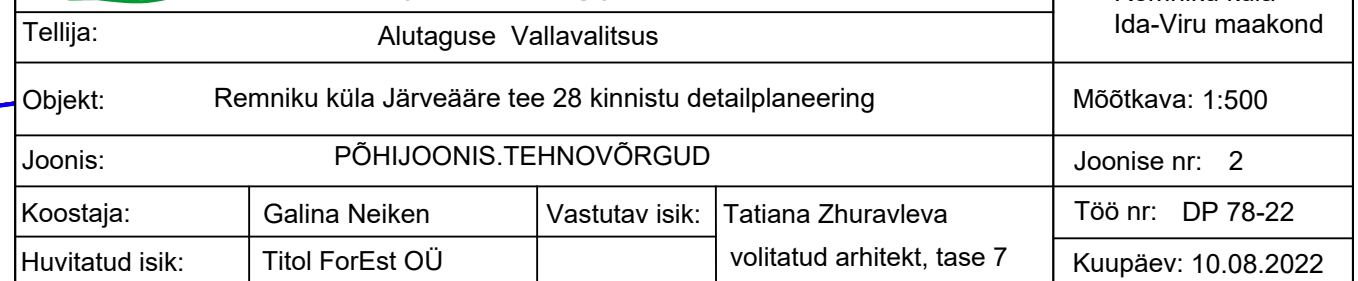 Tellija: Alutaguse Vallavalitsus
Ida-Viru maakond
Objekt: Remniku küla Järveääre tee 28 kinnistu detailplaneering
Mõõtkava: 1:500
Joonis: PÕHIJOONIS.TEHNOVÕRGUD
Joonise nr: 2
Koostaja: Galina Neiken Vastutav isik: Tatiana Zhuravleva
Töö nr: DP 78-22
Huvitatud isik: Titol ForEst OÜ volitatud arhitekt, tase 7
Kuupäev: 10.08.2022